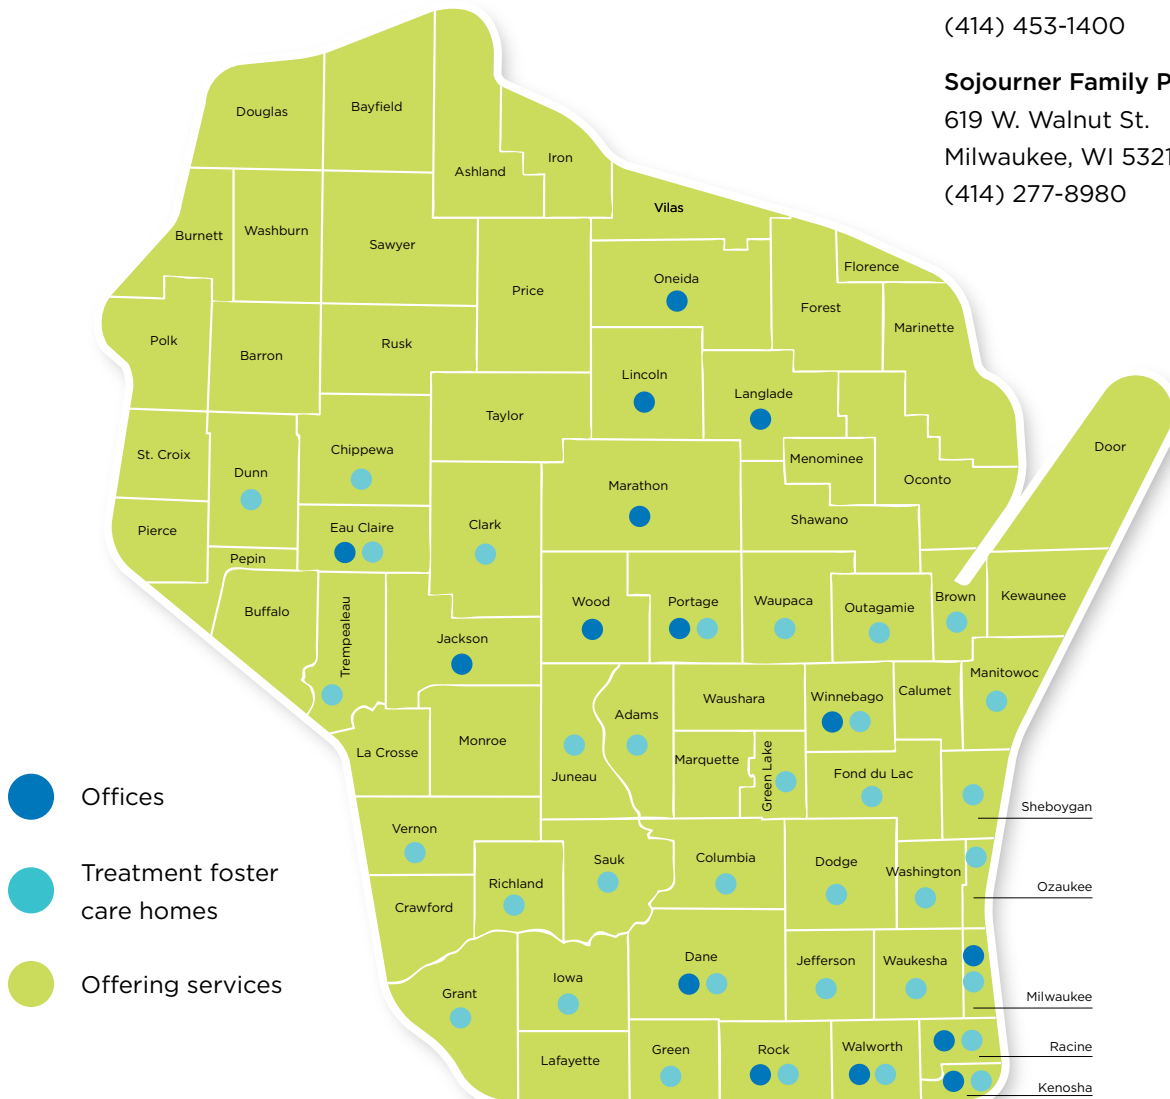 (414) 453-1400
Sojourner Family P
619 W. Walnut St.
Milwaukee, WI 5321
(414) 277-8980
Douglas
Bayfield
Ashland
Iron
Vilas
Burnett
Washburn
Sawyer
Price
Oneida
Florence
Forest
Marinette
Polk
Barron
Rusk
Lincoln
Langlade
Taylor
Door
St. Croix
Dunn
Chippewa
Menominee
Oconto
Marathon
Shawano
Pierce
Eau Claire
Clark
Pepin
Buffalo
Trempealeau
Jackson
Wood
Portage
Waupaca
Outagamie
Brown
Kewaunee
Manitowoc
Waushara
Winnebago
Calumet
Adams
La Crosse
Monroe
Juneau
Marquette
Green Lake
Fond du Lac
Sheboygan
Offices
Vernon
Richland
Sauk
Columbia
Dodge
Washington
Ozaukee
Treatment foster
care homes
Crawford
Dane
Jefferson
Waukesha
Milwaukee
Offering services
Grant
Iowa
Lafayette
Green
Rock
Walworth
Racine
Kenosha